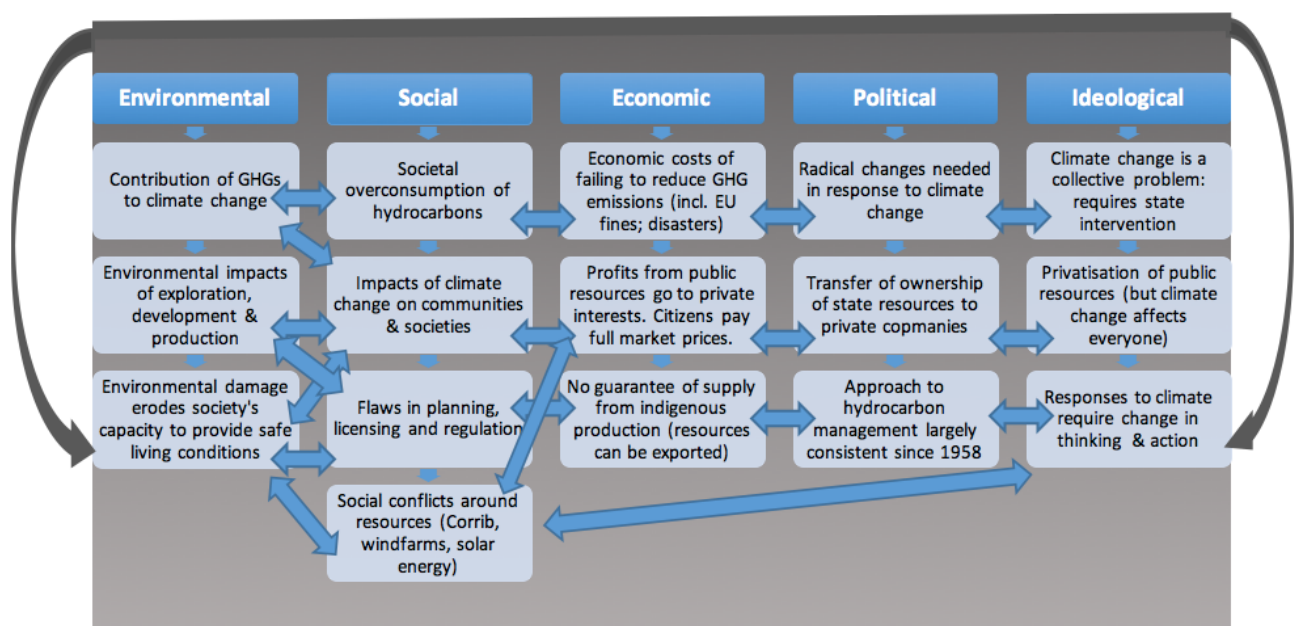 Environmental
Social
Economic
Political
Ideological
Contribution of GHGs
to climate change
Societal
overconsumption of
hydrocarbons
Economic costs of
failing to reduce GHG
emissions (incl. EU
fines; disasters)
Radical changes needed
in response to climate
change
Climate change is a
collective problem:
requires state
intervention
Environmental impacts
of exploration,
development &
production
Impacts of climate
change on communities
& societies
Profits from public
resources go to private
interests. Citizens pay
full market prices.
Transfer of ownership
of state resources to
private copmanies
Privatisation of public
resources (but climate
change affects
everyone)
Environmental damage
erodes society's
capacity to provide safe
living conditions
Flaws in planning,
licensing and regulation
No guarantee of supply
from indigenous
production (resources
can be exported)
Approach to
hydrocarbon
management largely
consistent since 1958
Responses to climate
require change in
thinking & action
Social conflicts around
resources (Corrib,
windfarms, solar
energy)